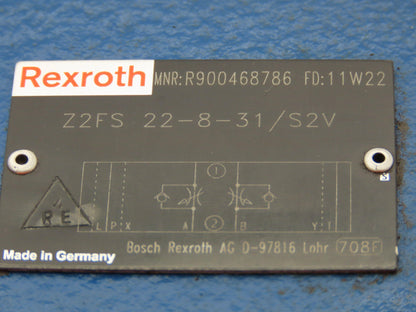 Rexroth MNR:R900468786 FD:11W22
Z2FS 22-8-31/S2V
1
RE
L P X A 2 B Y T
Made in Germany Bosch Rexroth AG D-97816 Lohr 708F